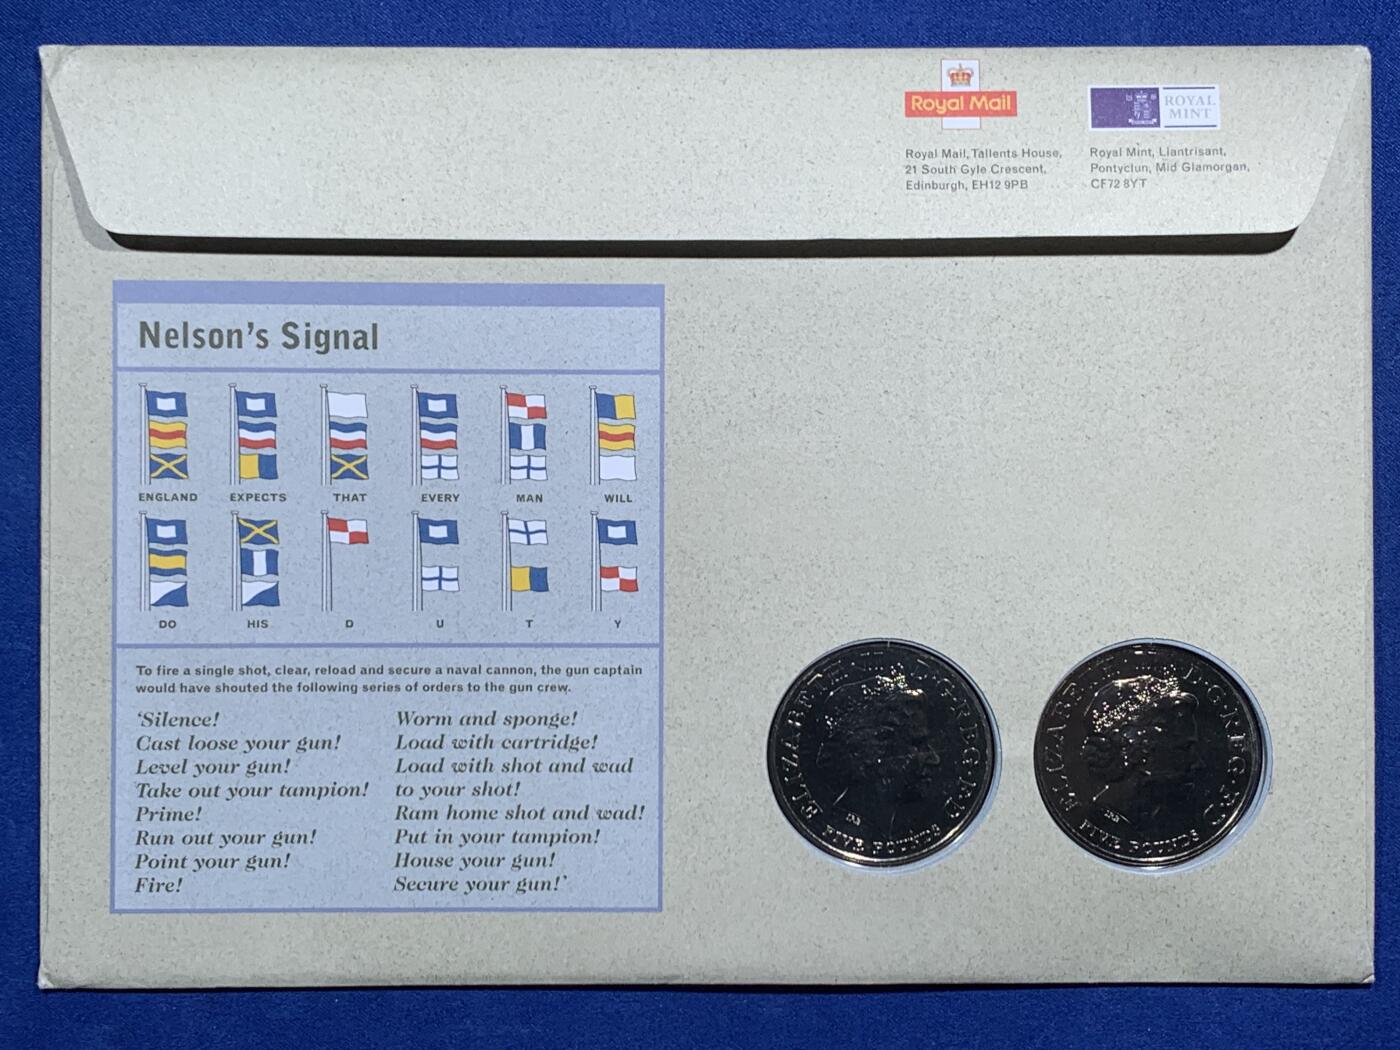 Royal Mail
ROYAL
MINT
Royal Mail, Tallents House,
21 South Gyle Crescent,
Edinburgh, EH12 9PB
Royal Mint, Llantrisant,
Pontyclun, Mid Glamorgan,
CF72 8YT
Nelson's Signal
ENGLAND EXPECTS THAT EVERY MAN WILL
DO HIS D U T Y
To fire a single shot, clear, reload and secure a naval cannon, the gun captain
would have shouted the following series of orders to the gun crew.
'Silence!
Cast loose your gun!
Level your gun!
Take out your tampion!
Prime!
Run out your gun!
Point your gun!
Fire!
Worm and sponge!
Load with cartridge!
Load with shot and wad
to your shot!
Ram home shot and wad!
Put in your tampion!
House your gun!
Secure your gun!'
ELIZABETH II D·G·REG·F·D
FIVE POUNDS
ELIZABETH II D·G·REG·F·D
FIVE POUNDS